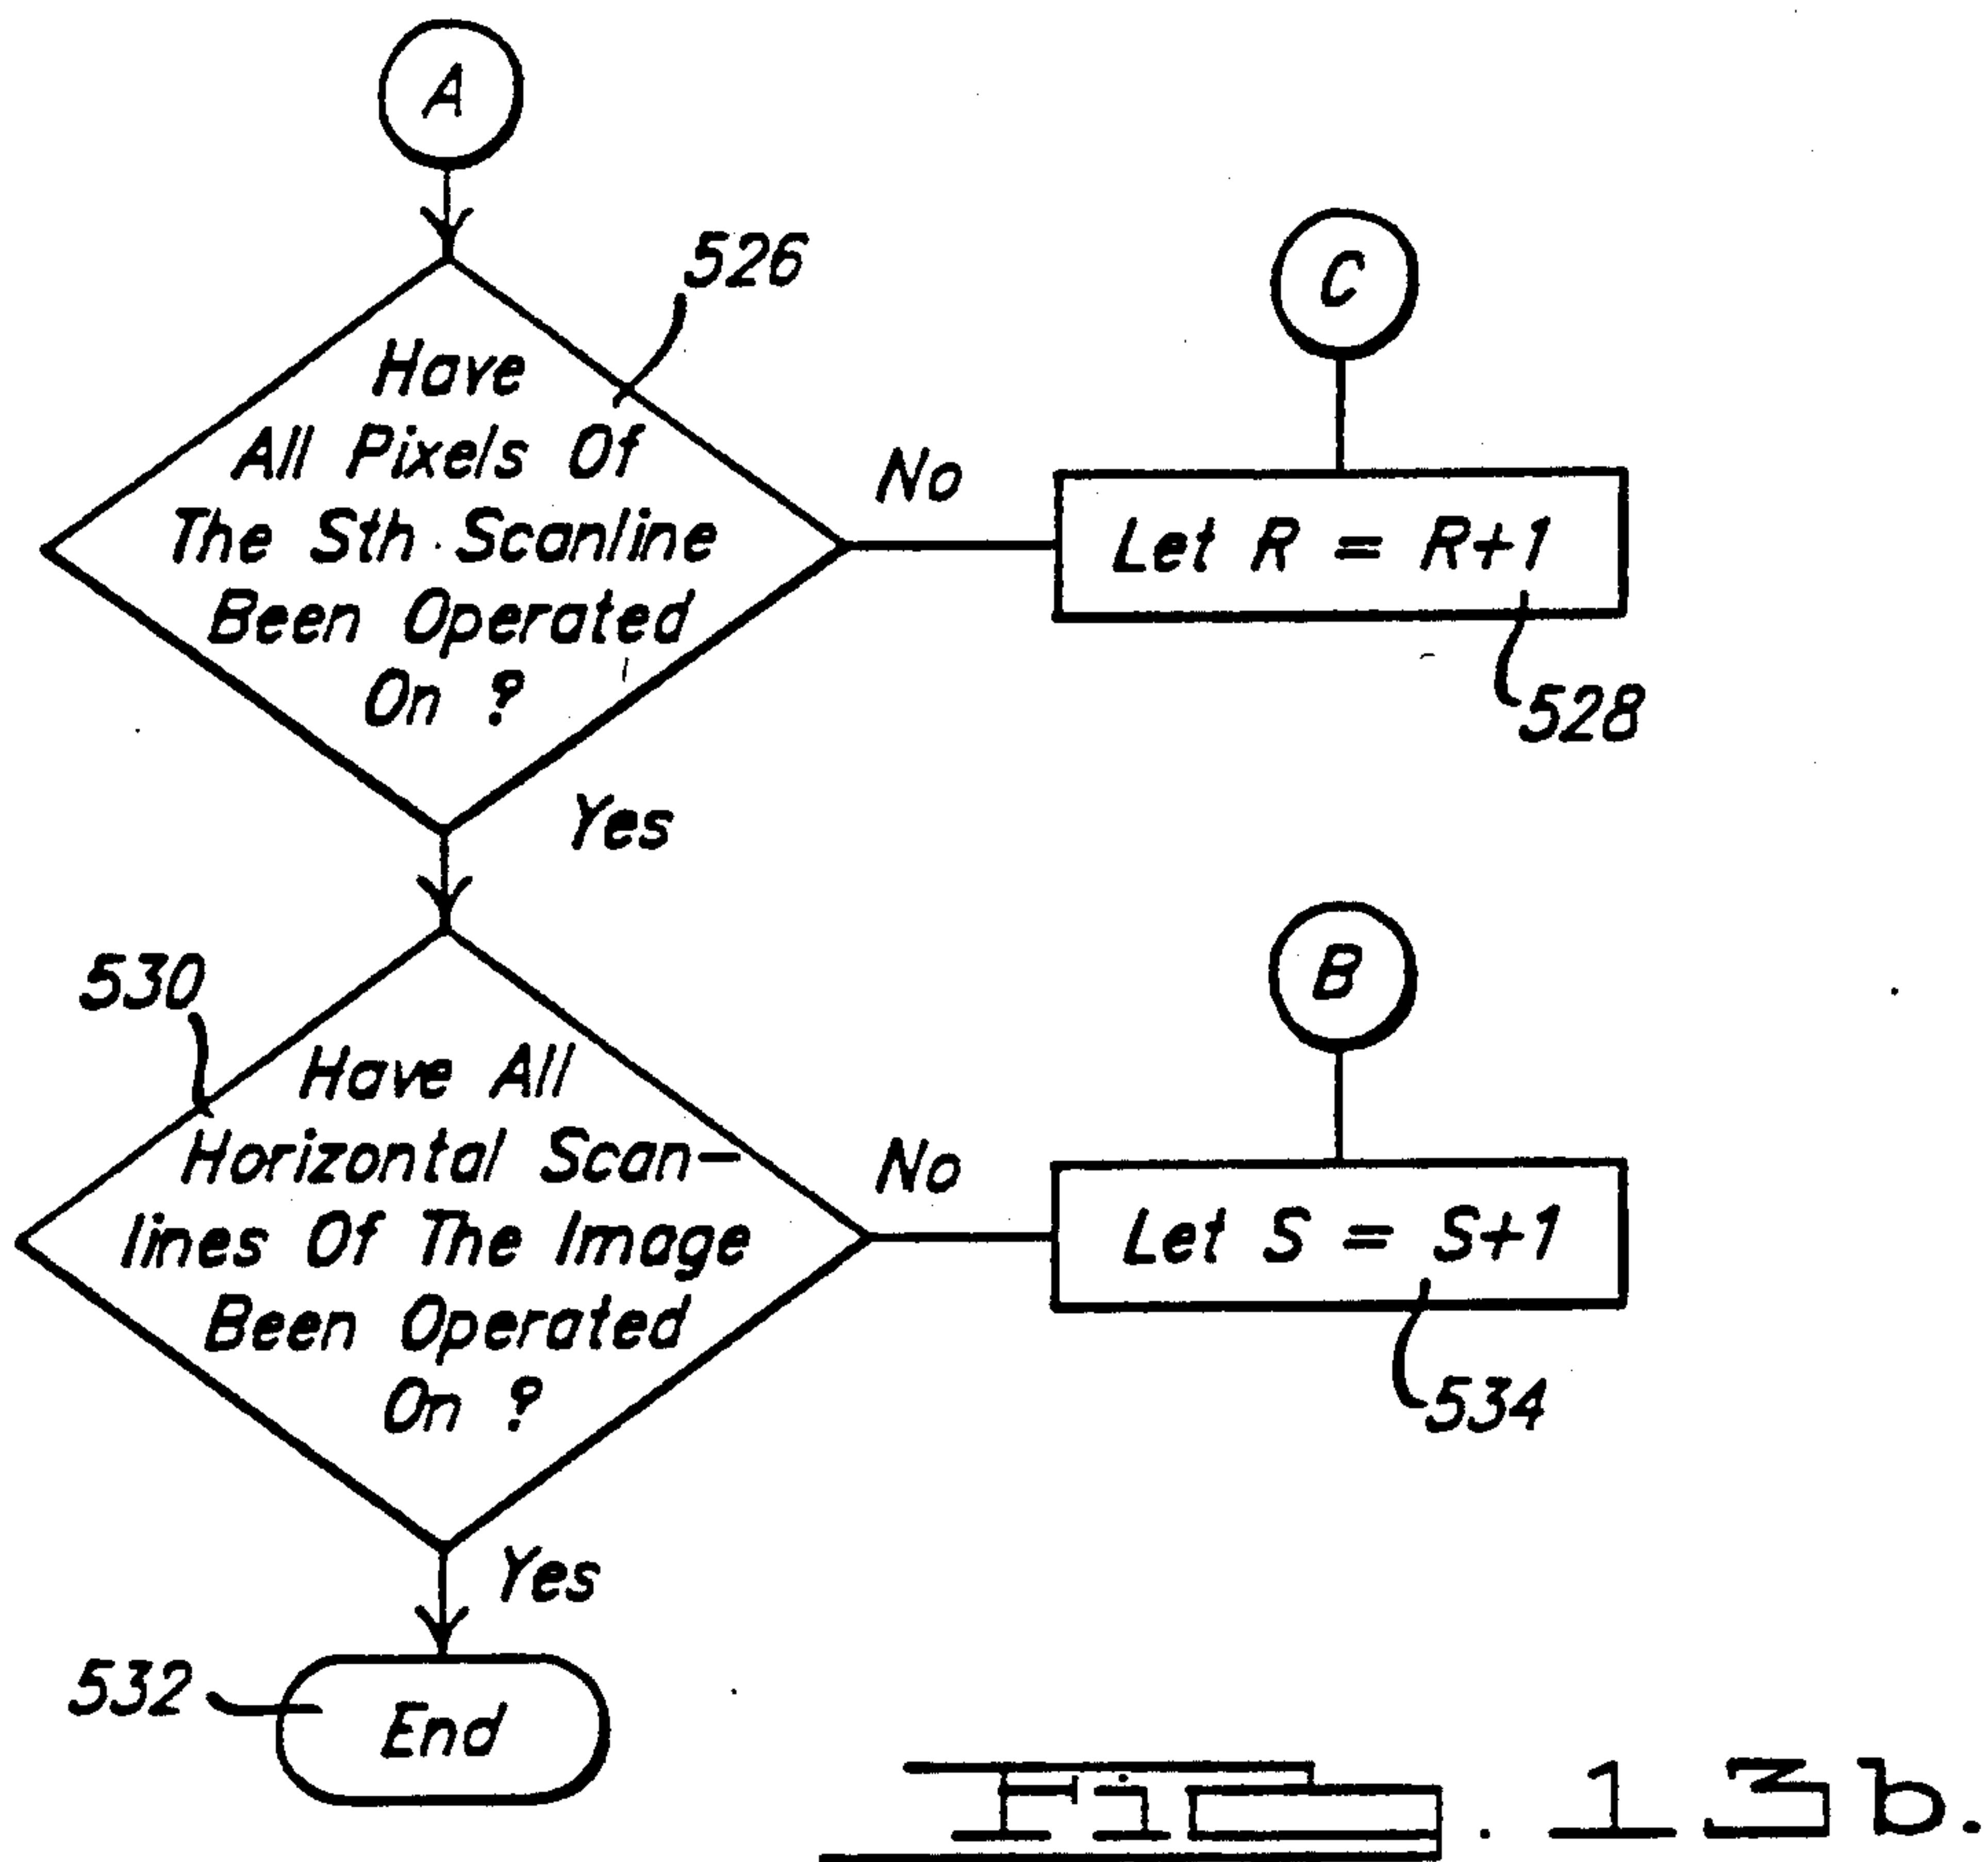 A
526
Have
All Pixels Of
The Sth Scanline
Been Operated
On ?
No
C
Let R = R+1
528
Yes
530
Have All
Horizontal Scan-
lines Of The Image
Been Operated
On ?
No
B
Let S = S+1
534
Yes
532
End
Fig. 13b.